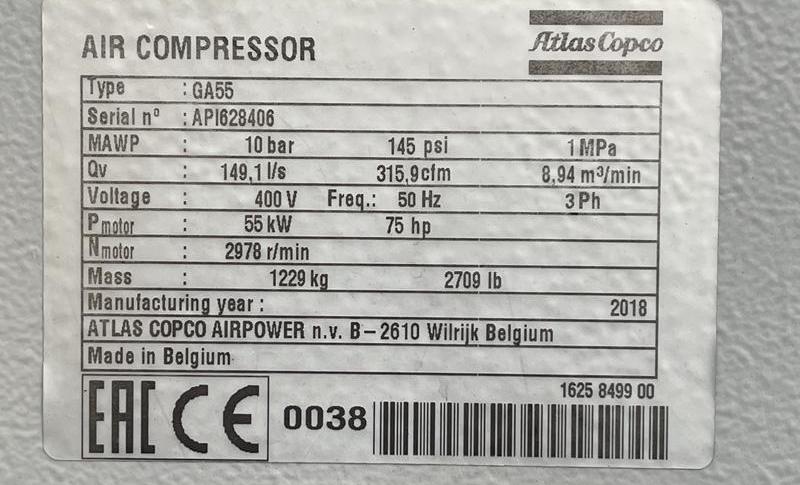 AIR COMPRESSOR
Atlas Copco
Type : GA55
Serial nº : API628406
MAWP : 10 bar 145 psi 1 MPa
Qv : 149,1 l/s 315,9cfm 8,94 m³/min
Voltage : 400 V Freq.: 50 Hz 3 Ph
Pmotor : 55 kW 75 hp
Nmotor : 2978 r/min
Mass : 1229 kg 2709 lb
Manufacturing year : 2018
ATLAS COPCO AIRPOWER n.v. B – 2610 Wilrijk Belgium
Made in Belgium
1625 8499 00
EAC CE 0038